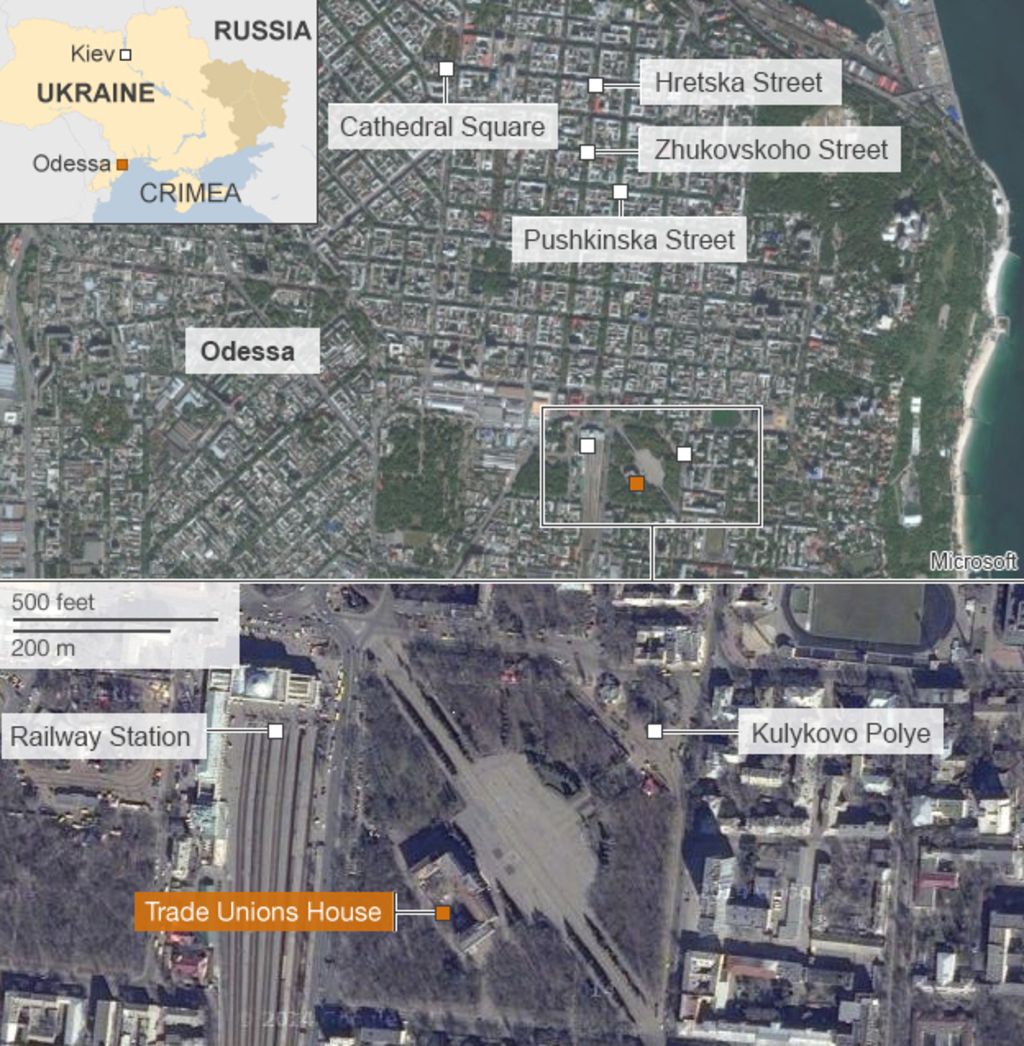 RUSSIA
Kiev
UKRAINE
Odessa
CRIMEA
Cathedral Square
Hretska Street
Zhukovskoho Street
Pushkinska Street
Odessa
Microsoft
500 feet
200 m
Railway Station
Kulykovo Polye
Trade Unions House